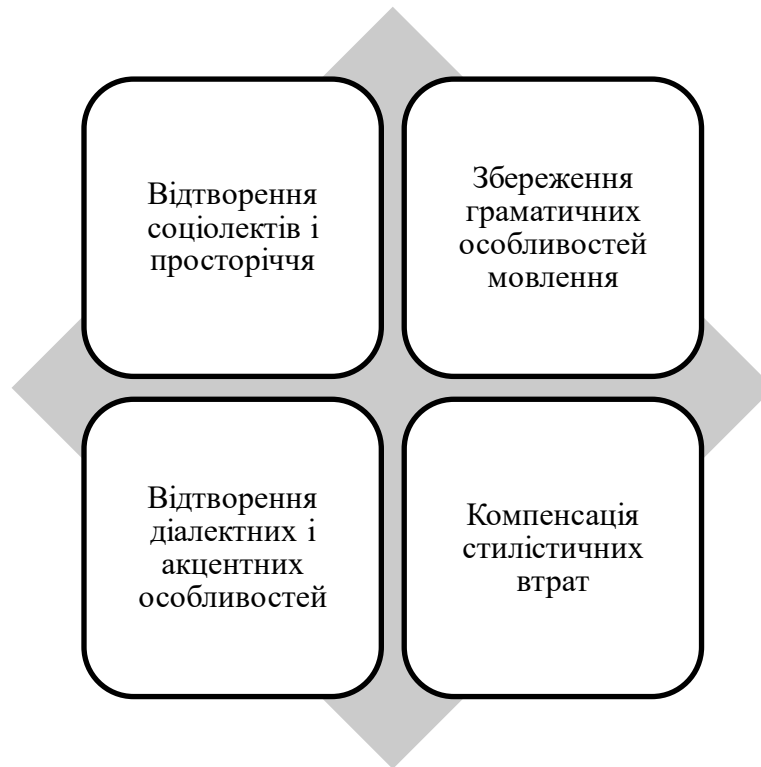 Відтворення
соціолектів і
просторіччя
Збереження
граматичних
особливостей
мовлення
Відтворення
діалектних і
акцентних
особливостей
Компенсація
стилістичних
втрат